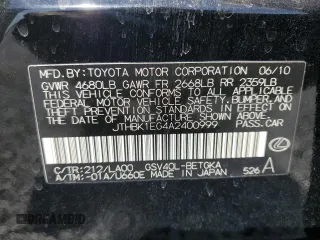 MFD. BY: TOYOTA MOTOR CORPORATION 06/10
GVWR 4680LB GAWR FR 2668LB RR 2359LB
THIS VEHICLE CONFORMS TO ALL APPLICABLE
FEDERAL MOTOR VEHICLE SAFETY, BUMPER,
AND THEFT PREVENTION STANDARDS IN EFFECT
ON THE DATE OF MANUFACTURE SHOWN ABOVE.
JTHBK1EG4A2400999 PASS. CAR
C/TR:212/LA00 GSV40L-BETGKA
A/TM:-01A/U660E MADE IN JAPAN 526A
AMERICADIMID